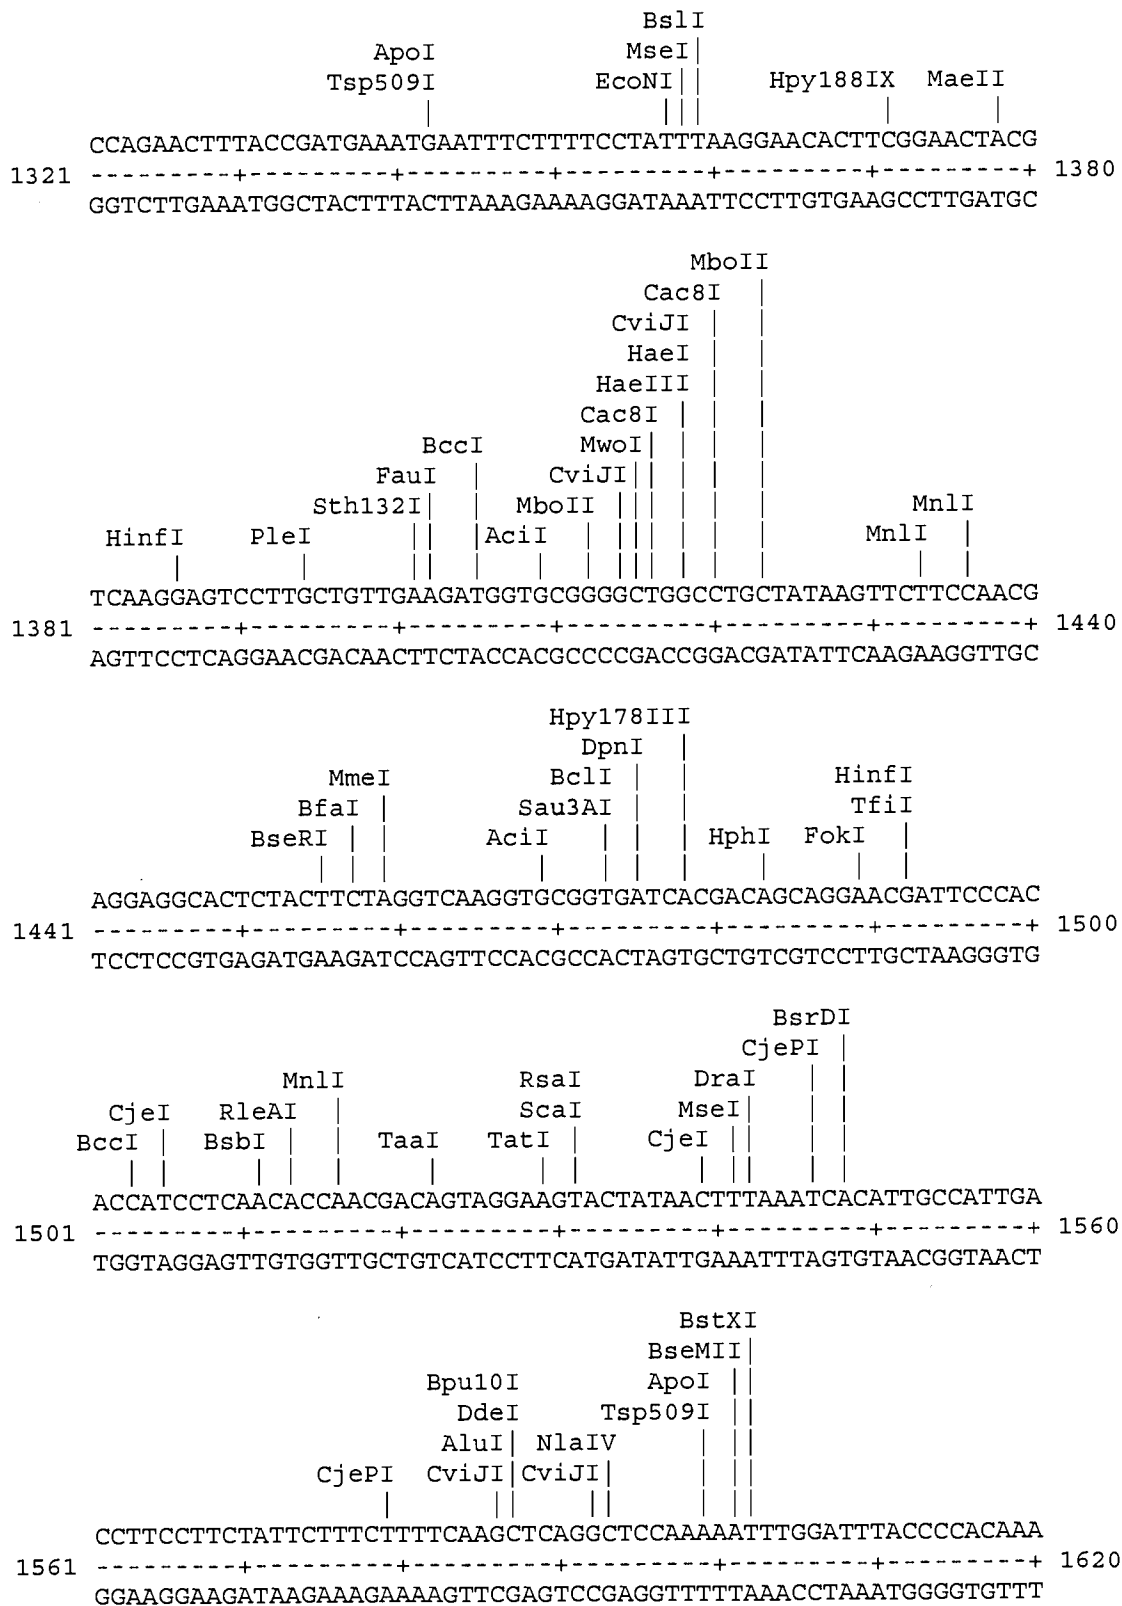 BslI
ApoI MseI
Tsp509I EcoNI Hpy188IX MaeII
CCAGAACTTTACCGATGAAATGAATTTCTTTTCCTATTTAAGGAACACTTCGGAACTACG
1321 ---------+---------+---------+---------+---------+---------+ 1380
GGTCTTGAAATGGCTACTTTACTTAAAGAAAAGGATAAATTCCTTGTGAAGCCTTGATGC
MboII
Cac8I
CviJI
HaeI
HaeIII
Cac8I
BccI MwoI
FauI CviJI
Sth132I MboII MnlI
HinfI PleI AciI MnlI
TCAAGGAGTCCTTGCTGTTGAAGATGGTGCGGGGCTGGCCTGCTATAAGTTCTTCCAACG
1381 ---------+---------+---------+---------+---------+---------+ 1440
AGTTCCTCAGGAACGACAACTTCTACCACGCCCCGACCGGACGATATTCAAGAAGGTTGC
Hpy178III
DpnI
MmeI BclI HinfI
BfaI Sau3AI TfiI
BseRI AciI HphI FokI
AGGAGGCACTCTACTTCTAGGTCAAGGTGCGGTGATCACGACAGCAGGAACGATTCCCAC
1441 ---------+---------+---------+---------+---------+---------+ 1500
TCCTCCGTGAGATGAAGATCCAGTTCCACGCCACTAGTGCTGTCGTCCTTGCTAAGGGTG
BsrDI
CjePI
MnlI RsaI DraI
CjeI RleAI ScaI MseI
BccI BsbI TaaI TatI CjeI
ACCATCCTCAACACCAACGACAGTAGGAAGTACTATAACTTTAAATCACATTGCCATTGA
1501 ---------+---------+---------+---------+---------+---------+ 1560
TGGTAGGAGTTGTGGTTGCTGTCATCCTTCATGATATTGAAATTTAGTGTAACGGTAACT
BstXI
BseMII
Bpu10I ApoI
DdeI Tsp509I
AluI NlaIV
CjePI CviJI CviJI
CCTTCCTTCTATTCTTTCTTTTCAAGCTCAGGCTCCAAAAATTTGGATTTACCCCACAAA
1561 ---------+---------+---------+---------+---------+---------+ 1620
GGAAGGAAGATAAGAAAGAAAAGTTCGAGTCCGAGGTTTTTAAACCTAAATGGGGTGTTT